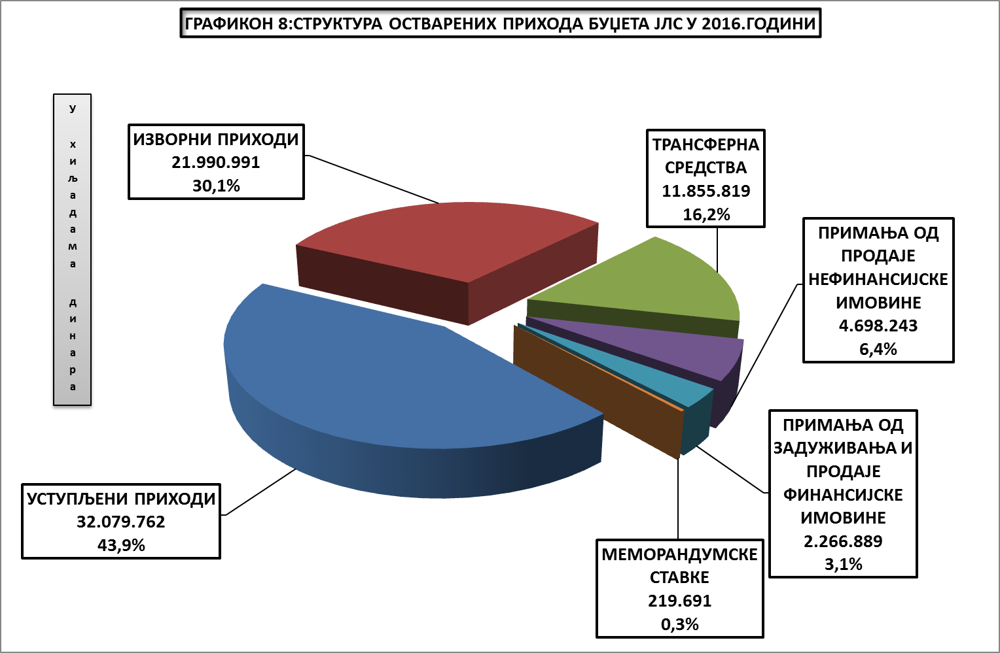 ГРАФИКОН 8:СТРУКТУРА ОСТВАРЕНИХ ПРИХОДА БУЏЕТА ЈЛС У 2016.ГОДИНИ
У хиљадама динара
ИЗВОРНИ ПРИХОДИ
21.990.991
30,1%
ТРАНСФЕРНА
СРЕДСТВА
11.855.819
16,2%
ПРИМАЊА ОД
ПРОДАЈЕ
НЕФИНАНСИЈСКЕ
ИМОВИНЕ
4.698.243
6,4%
ПРИМАЊА ОД
ЗАДУЖИВАЊА И
ПРОДАЈЕ
ФИНАНСИЈСКЕ
ИМОВИНЕ
2.266.889
3,1%
МЕМОРАНДУМСКЕ
СТАВКЕ
219.691
0,3%
УСТУПЉЕНИ ПРИХОДИ
32.079.762
43,9%